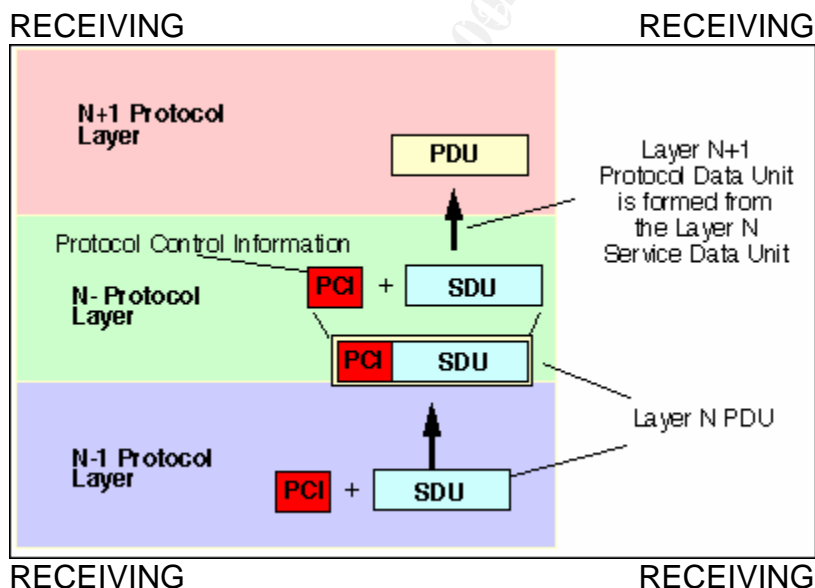 RECEIVING RECEIVING
N+1 Protocol
Layer
PDU
Layer N+1
Protocol Data Unit
is formed from
the Layer N
Service Data Unit
Protocol Control Information
PCI + SDU
N- Protocol
Layer
PCI SDU
Layer N PDU
N-1 Protocol
Layer
PCI + SDU
RECEIVING RECEIVING